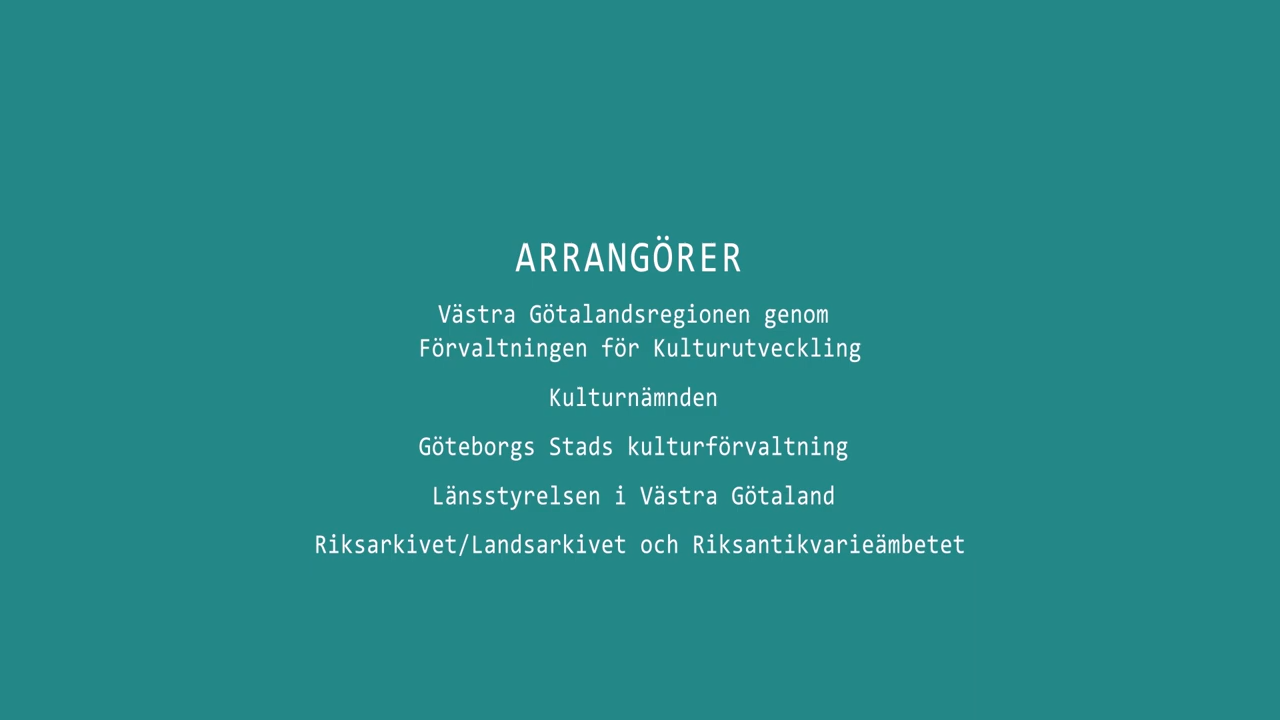 ARRANGÖRER
Västra Götalandsregionen genom
Förvaltningen för Kulturutveckling
Kulturnämnden
Göteborgs Stads kulturförvaltning
Länsstyrelsen i Västra Götaland
Riksarkivet/Landsarkivet och Riksantikvarieämbetet